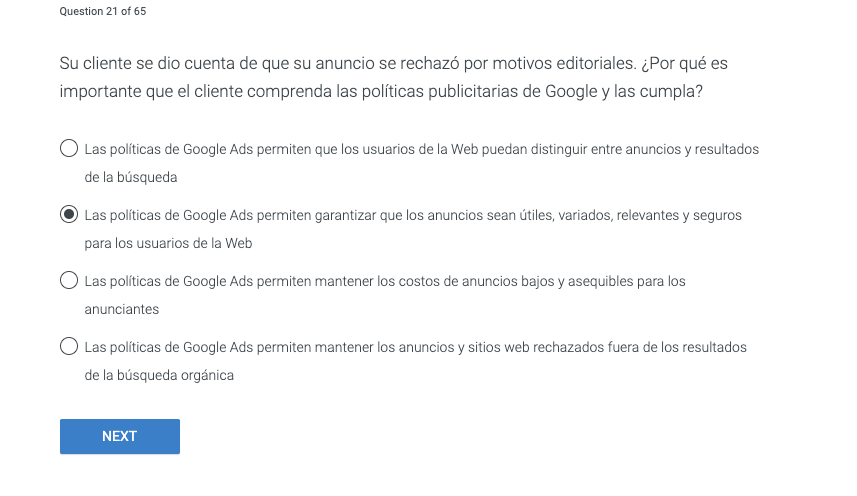 Question 21 of 65
Su cliente se dio cuenta de que su anuncio se rechazó por motivos editoriales. ¿Por qué es
importante que el cliente comprenda las políticas publicitarias de Google y las cumpla?
Las políticas de Google Ads permiten que los usuarios de la Web puedan distinguir entre anuncios y resultados
de la búsqueda
Las políticas de Google Ads permiten garantizar que los anuncios sean útiles, variados, relevantes y seguros
para los usuarios de la Web
Las políticas de Google Ads permiten mantener los costos de anuncios bajos y asequibles para los
anunciantes
Las políticas de Google Ads permiten mantener los anuncios y sitios web rechazados fuera de los resultados
de la búsqueda orgánica
NEXT